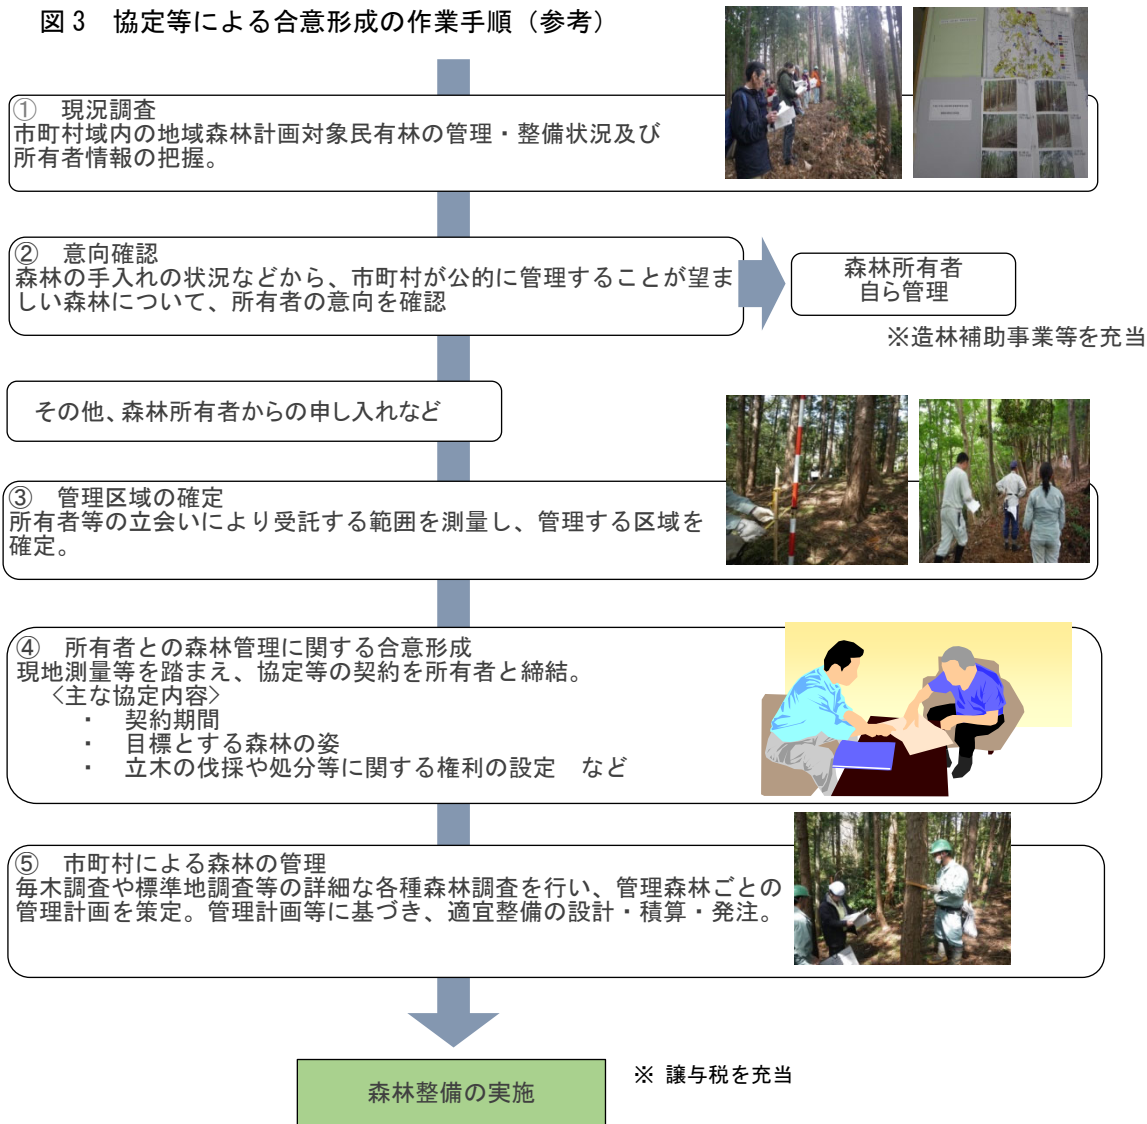 図3 協定等による合意形成の作業手順（参考）
① 現況調査
市町村域内の地域森林計画対象民有林の管理・整備状況及び
所有者情報の把握。
② 意向確認
森林の手入れの状況などから、市町村が公的に管理することが望ま
しい森林について、所有者の意向を確認
森林所有者
自ら管理
※造林補助事業等を充当
その他、森林所有者からの申し入れなど
③ 管理区域の確定
所有者等の立会いにより受託する範囲を測量し、管理する区域を
確定。
④ 所有者との森林管理に関する合意形成
現地測量等を踏まえ、協定等の契約を所有者と締結。
＜主な協定内容＞
・ 契約期間
・ 目標とする森林の姿
・ 立木の伐採や処分等に関する権利の設定 など
⑤ 市町村による森林の管理
毎木調査や標準地調査等の詳細な各種森林調査を行い、管理森林ごとの
管理計画を策定。管理計画等に基づき、適宜整備の設計・積算・発注。
森林整備の実施
※ 譲与税を充当